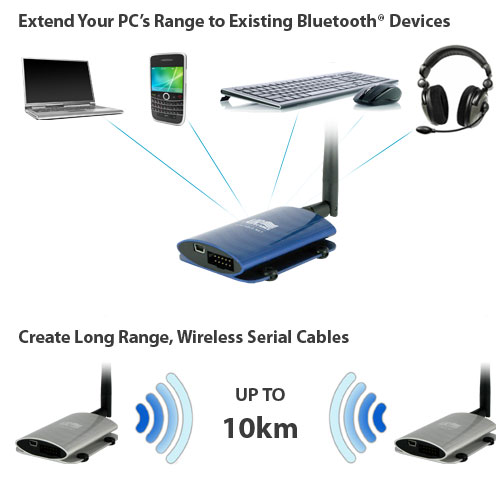 Extend Your PC’s Range to Existing Bluetooth® Devices
Create Long Range, Wireless Serial Cables
UP TO
10km